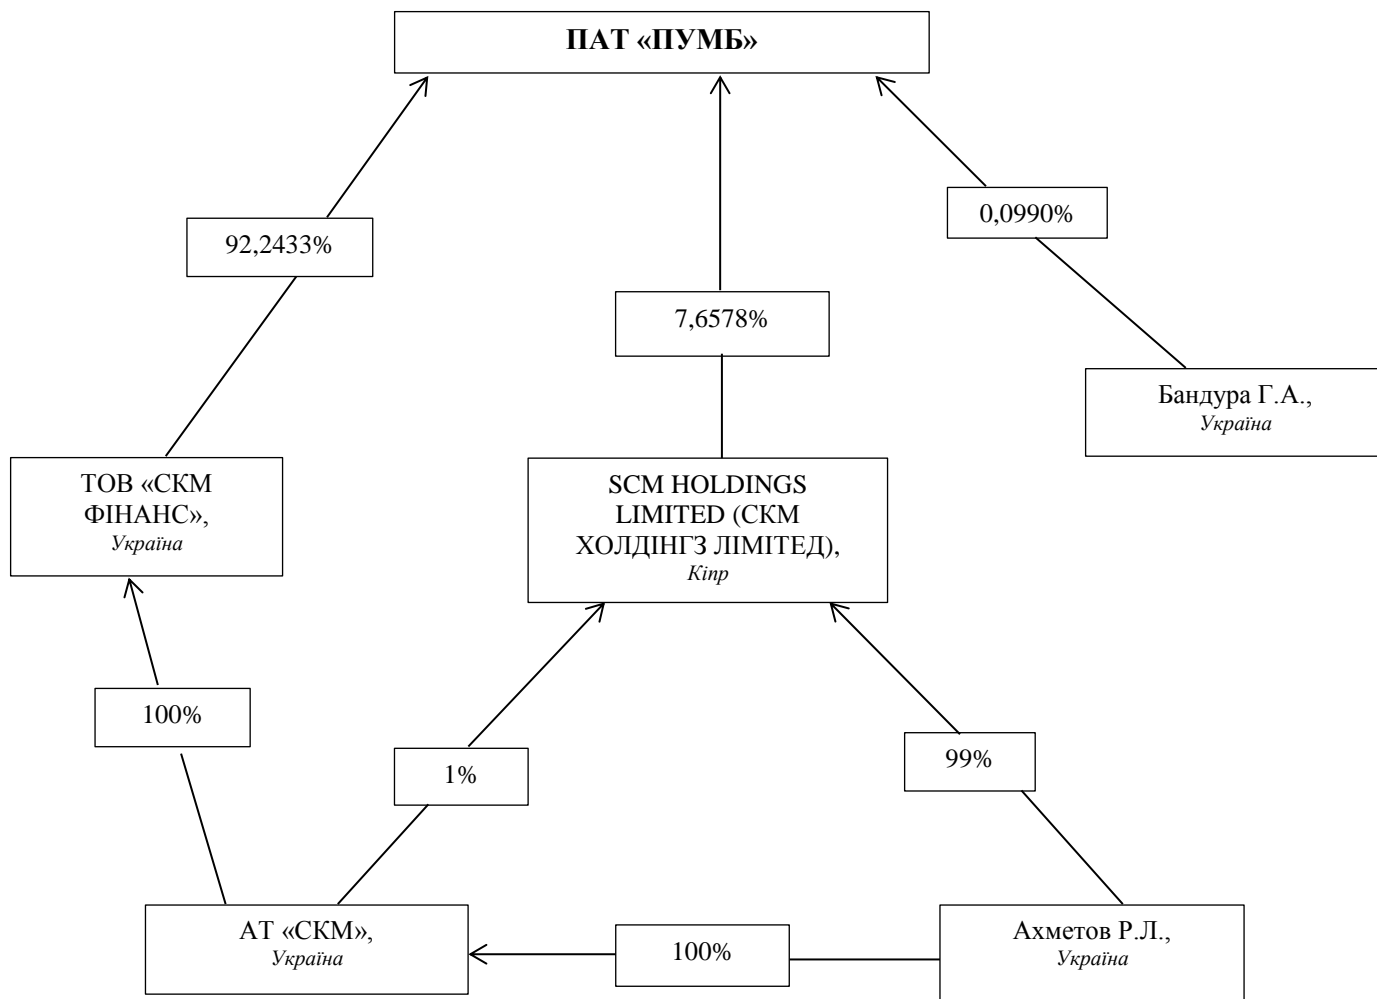 ПАТ «ПУМБ»
0,0990%
92,2433%
7,6578%
Бандура Г.А.,
Україна
ТОВ «СКМ
ФІНАНС»,
Україна
SCM HOLDINGS
LIMITED (СКМ
ХОЛДІНГЗ ЛІМІТЕД),
Кіпр
100%
1%
99%
АТ «СКМ»,
Україна
100%
Ахметов Р.Л.,
Україна